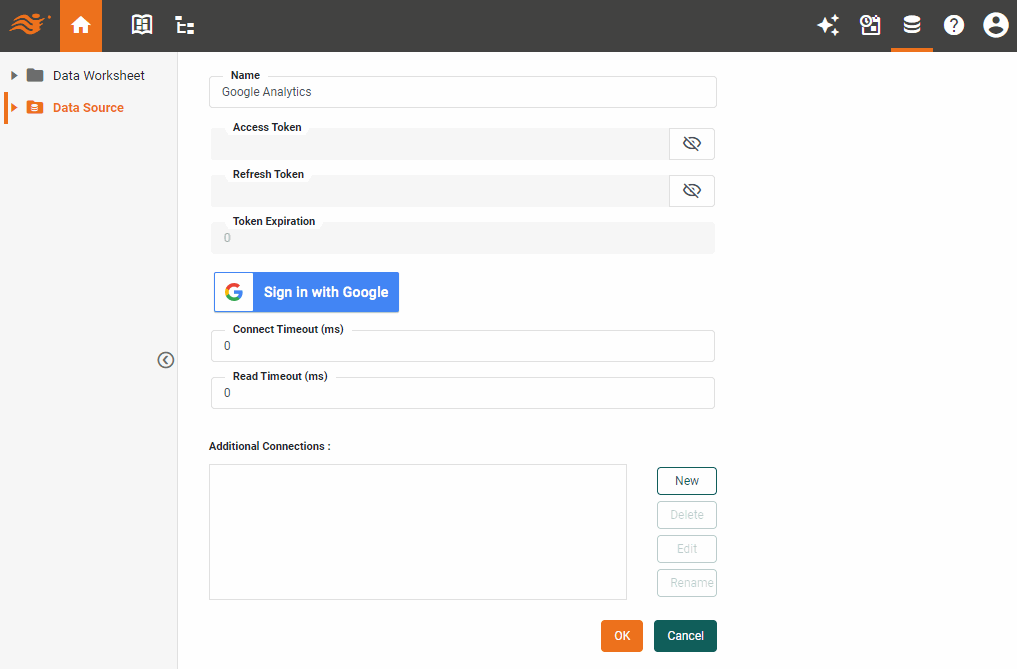 Data Worksheet
Data Source
Name
Google Analytics
Access Token
Refresh Token
Token Expiration
0
Sign in with Google
Connect Timeout (ms)
0
Read Timeout (ms)
0
Additional Connections :
New
Delete
Edit
Rename
OK
Cancel